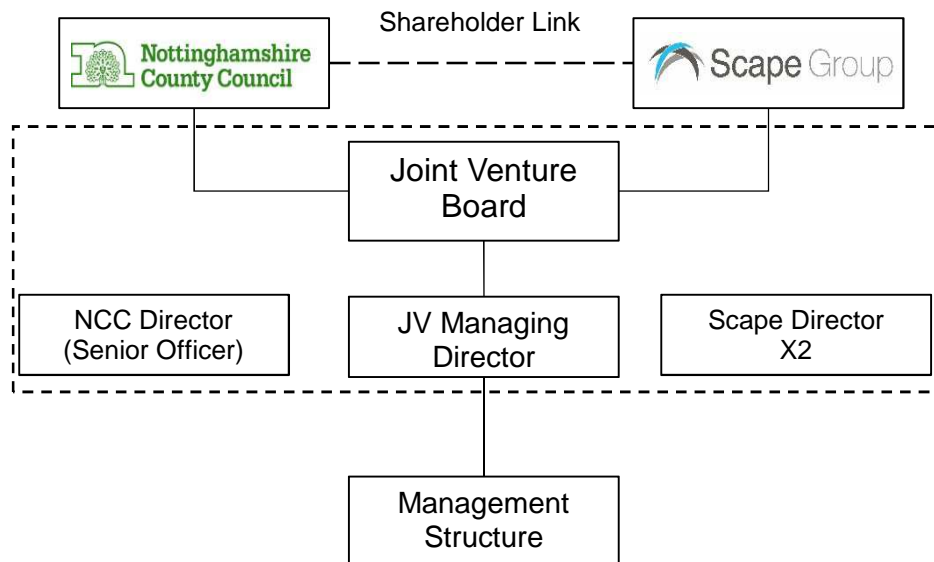 Shareholder Link
Nottinghamshire
County Council
Scape Group
Joint Venture
Board
NCC Director
(Senior Officer)
JV Managing
Director
Scape Director
X2
Management
Structure